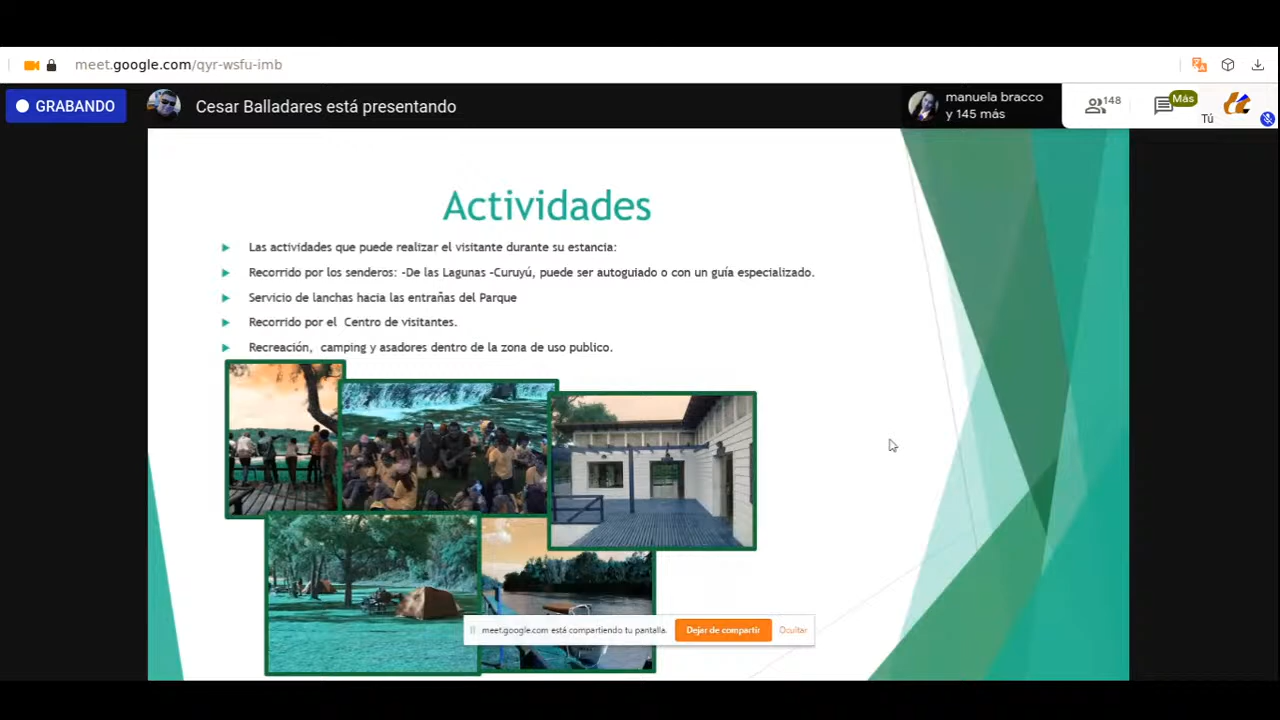 meet.google.com/qyr-wsfu-imb
GRABANDO
Cesar Balladares está presentando
manuela bracco
y 145 más
148
Más
Tú
Actividades
Las actividades que puede realizar el visitante durante su estancia:
Recorrido por los senderos: -De las Lagunas -Curuyú, puede ser autoguiado o con un guía especializado.
Servicio de lanchas hacia las entrañas del Parque
Recorrido por el Centro de visitantes.
Recreación, camping y asadores dentro de la zona de uso publico.
meet.google.com está compartiendo tu pantalla.
Dejar de compartir
Ocultar